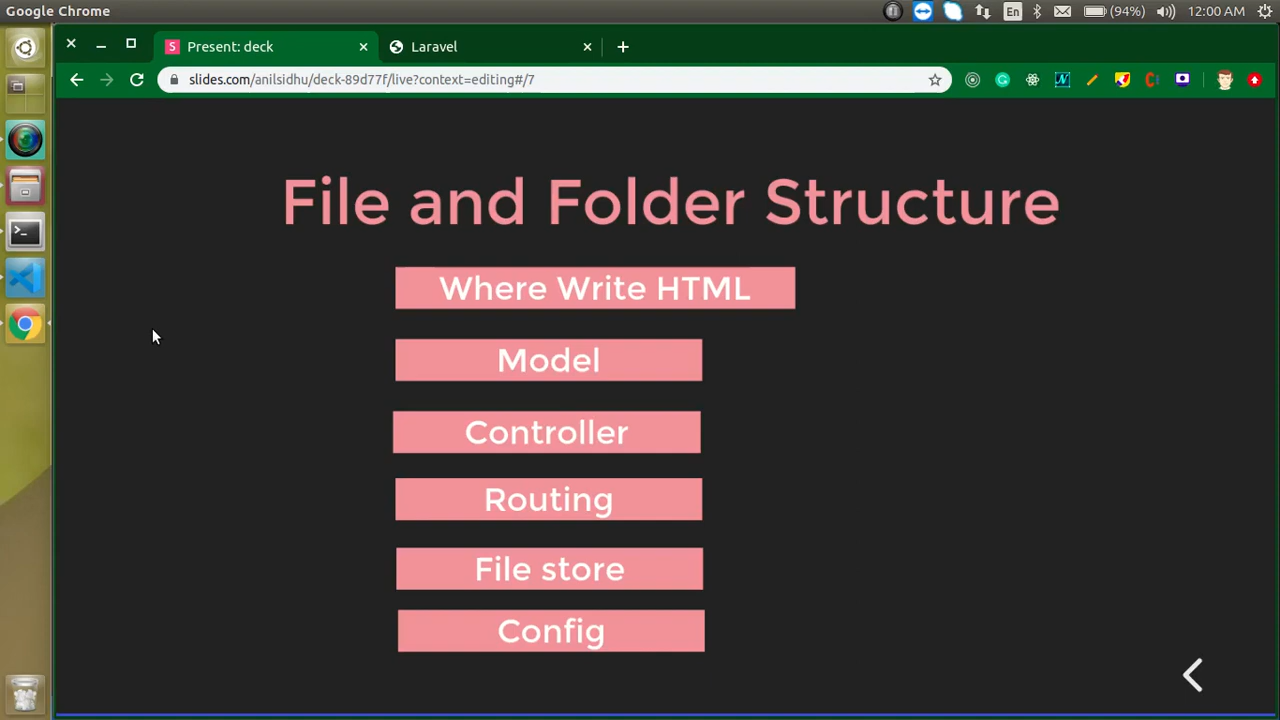 Google Chrome
En
(94%)
12:00 AM
Present: deck
Laravel
slides.com/anilsidhu/deck-89d77f/live?context=editing#/7
File and Folder Structure
Where Write HTML
Model
Controller
Routing
File store
Config